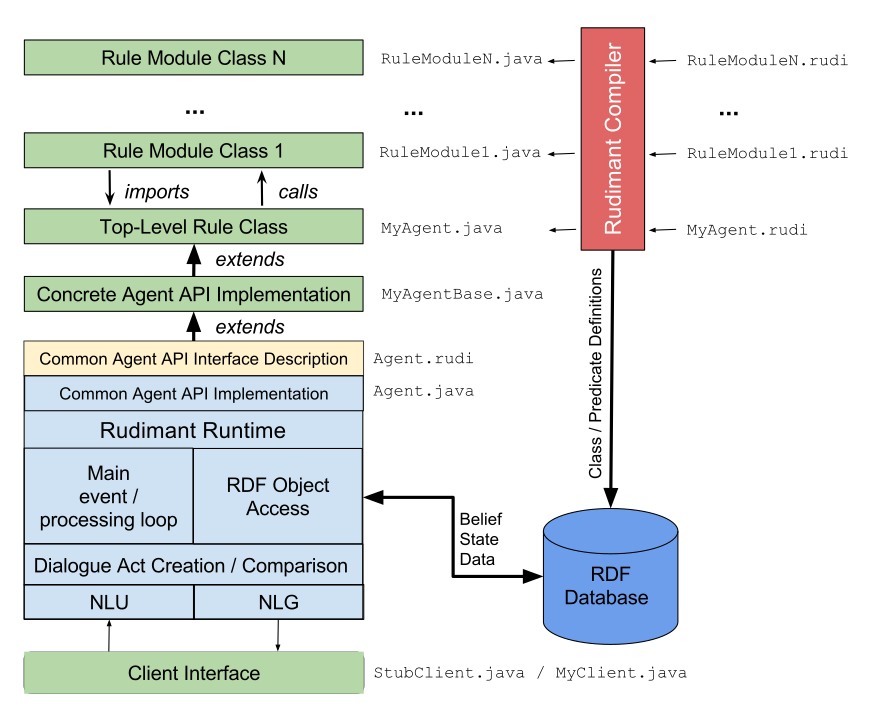 Rule Module Class N
RuleModuleN.java
RuleModuleN.rudi
...
...
...
Rule Module Class 1
RuleModule1.java
RuleModule1.rudi
Rudimant Compiler
imports
calls
Top-Level Rule Class
MyAgent.java
MyAgent.rudi
extends
Concrete Agent API Implementation
MyAgentBase.java
extends
Class / Predicate Definitions
Common Agent API Interface Description
Agent.rudi
Common Agent API Implementation
Agent.java
Rudimant Runtime
Main
event /
processing loop
RDF Object
Access
Belief
State
Data
RDF
Database
Dialogue Act Creation / Comparison
NLU
NLG
Client Interface
StubClient.java / MyClient.java